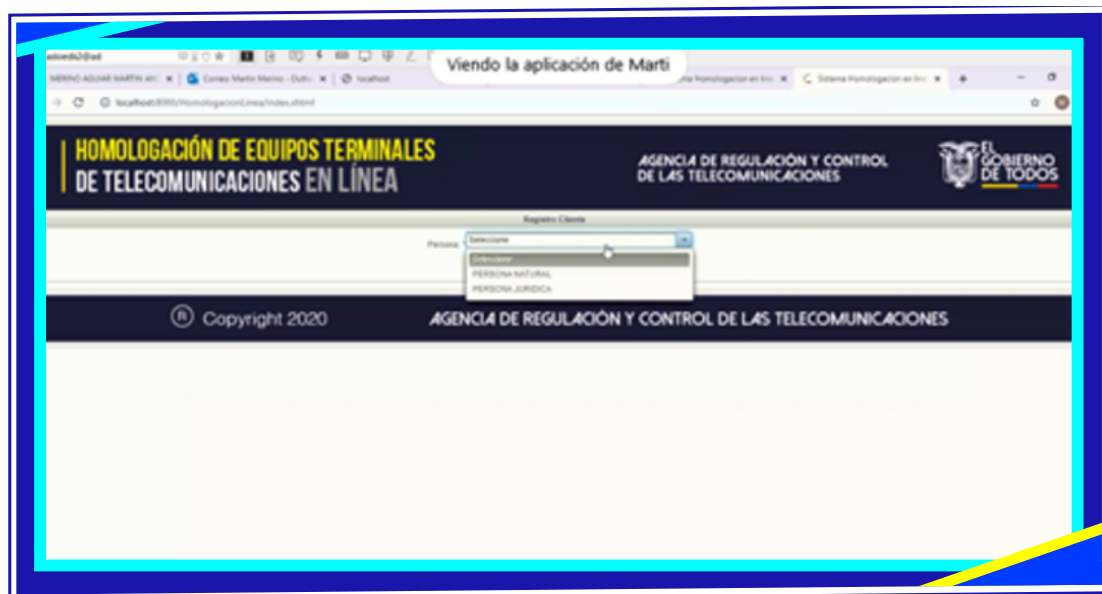 Viendo la aplicación de Marti
Correo: Martin Merino - Outlo
localhost
Sistema Homologacion en lín
localhost:8080/HomologacionLinea/index.xhtml
HOMOLOGACIÓN DE EQUIPOS TERMINALES
DE TELECOMUNICACIONES EN LÍNEA
AGENCIA DE REGULACIÓN Y CONTROL
DE LAS TELECOMUNICACIONES
EL
GOBIERNO
DE TODOS
Registro Cliente
Persona: Seleccione
Seleccione
PERSONA NATURAL
PERSONA JURIDICA
® Copyright 2020
AGENCIA DE REGULACIÓN Y CONTROL DE LAS TELECOMUNICACIONES